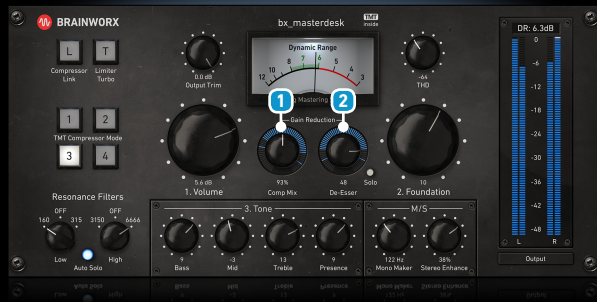 BRAINWORX
bx_masterdesk
TMT inside
DR: 6.3dB
L T
Compressor Link
Limiter Turbo
0.0 dB
Output Trim
Dynamic Range
12 10 8 7 6 5 4 3
g Mastering
-64
THD
1 2
TMT Compressor Mode
3 4
1 2
Gain Reduction
5.6 dB
1. Volume
93%
Comp Mix
48
De-Esser
Solo
10
2. Foundation
Resonance Filters
OFF OFF
160 315 3150 6666
Low High
Auto Solo
3. Tone
9
Bass
-3
Mid
13
Treble
9
Presence
M/S
122 Hz
Mono Maker
38%
Stereo Enhance
0
-6
-12
-18
-24
-30
-36
-42
-48
L R
Output